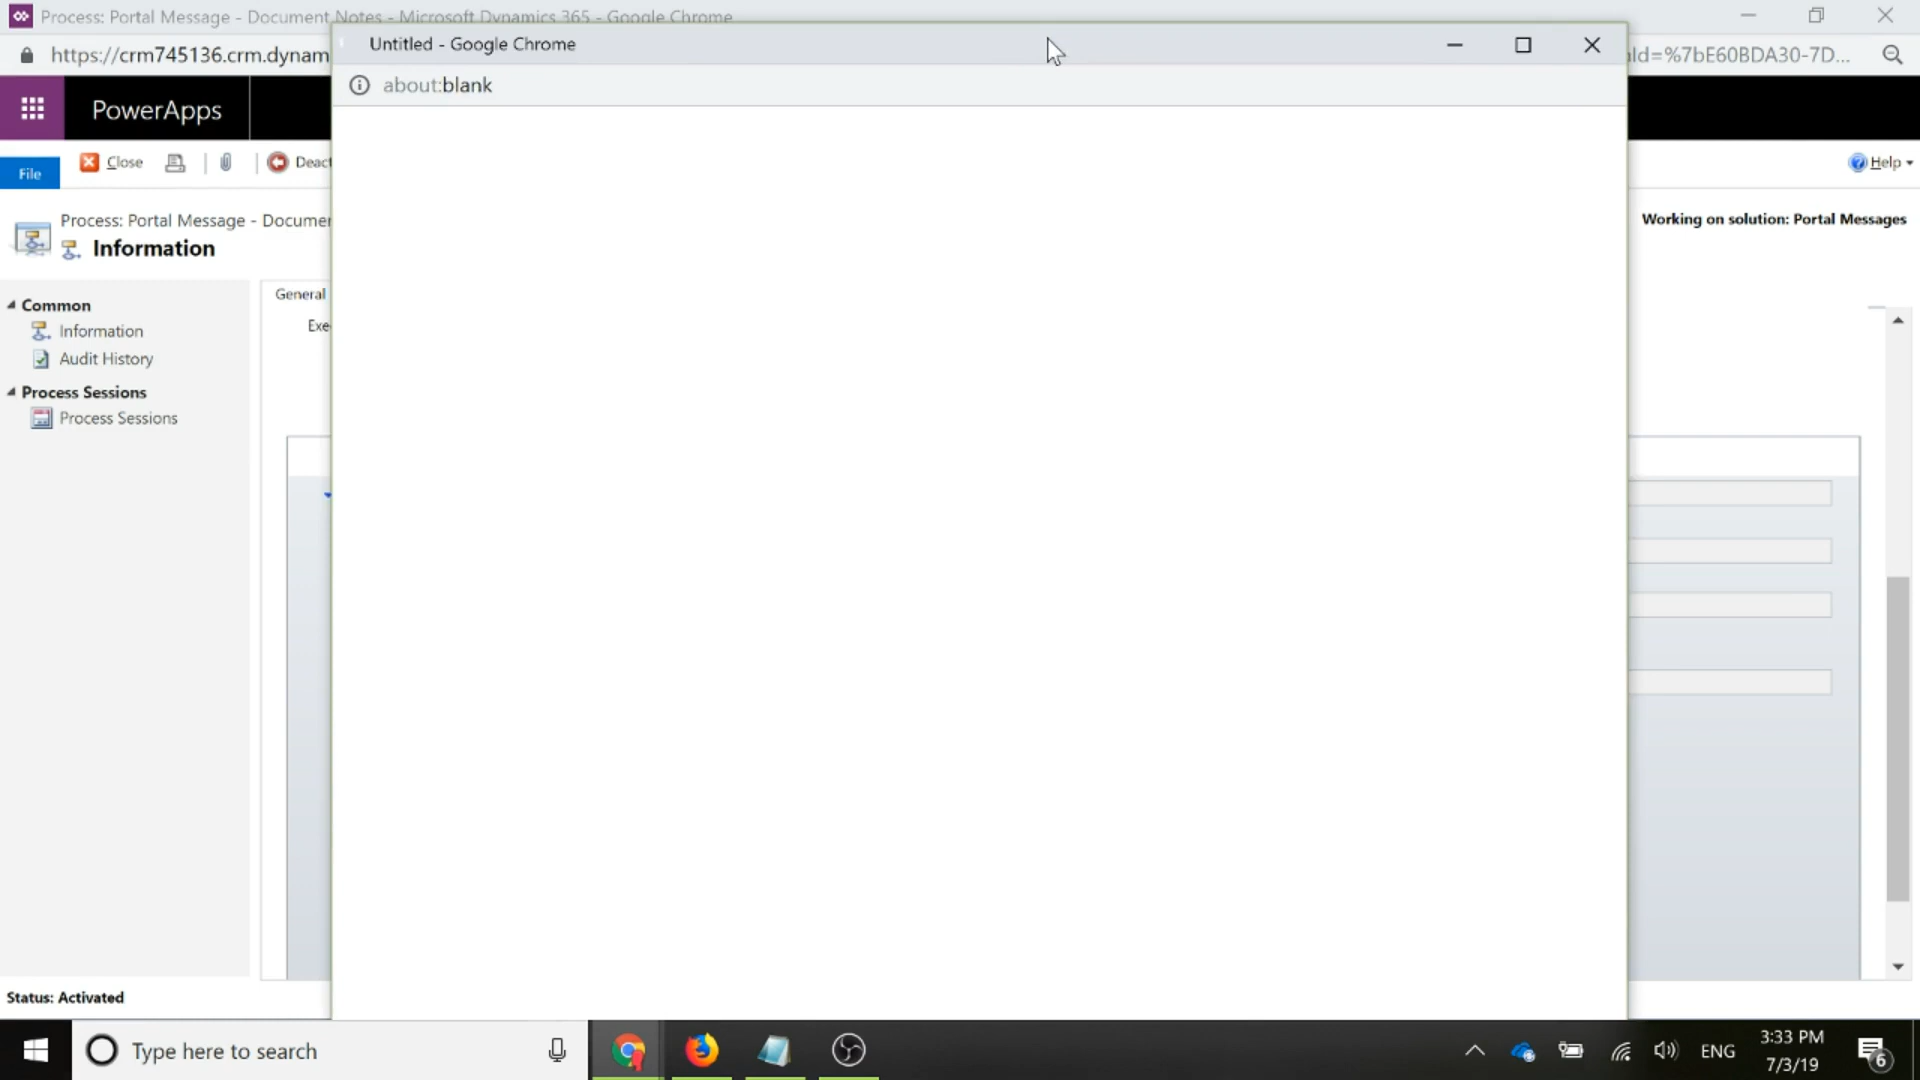 Process: Portal Message - Document Notes - Microsoft Dynamics 365 - Google Chrome
https://crm745136.crm.dynam
Id=%7bE60BDA30-7D...
Untitled - Google Chrome
about:blank
PowerApps
File
Close
Deact
Help
Process: Portal Message - Documen
Information
Working on solution: Portal Messages
Common
Information
Audit History
Process Sessions
Process Sessions
General
Exe
Status: Activated
Type here to search
ENG
3:33 PM
7/3/19
6